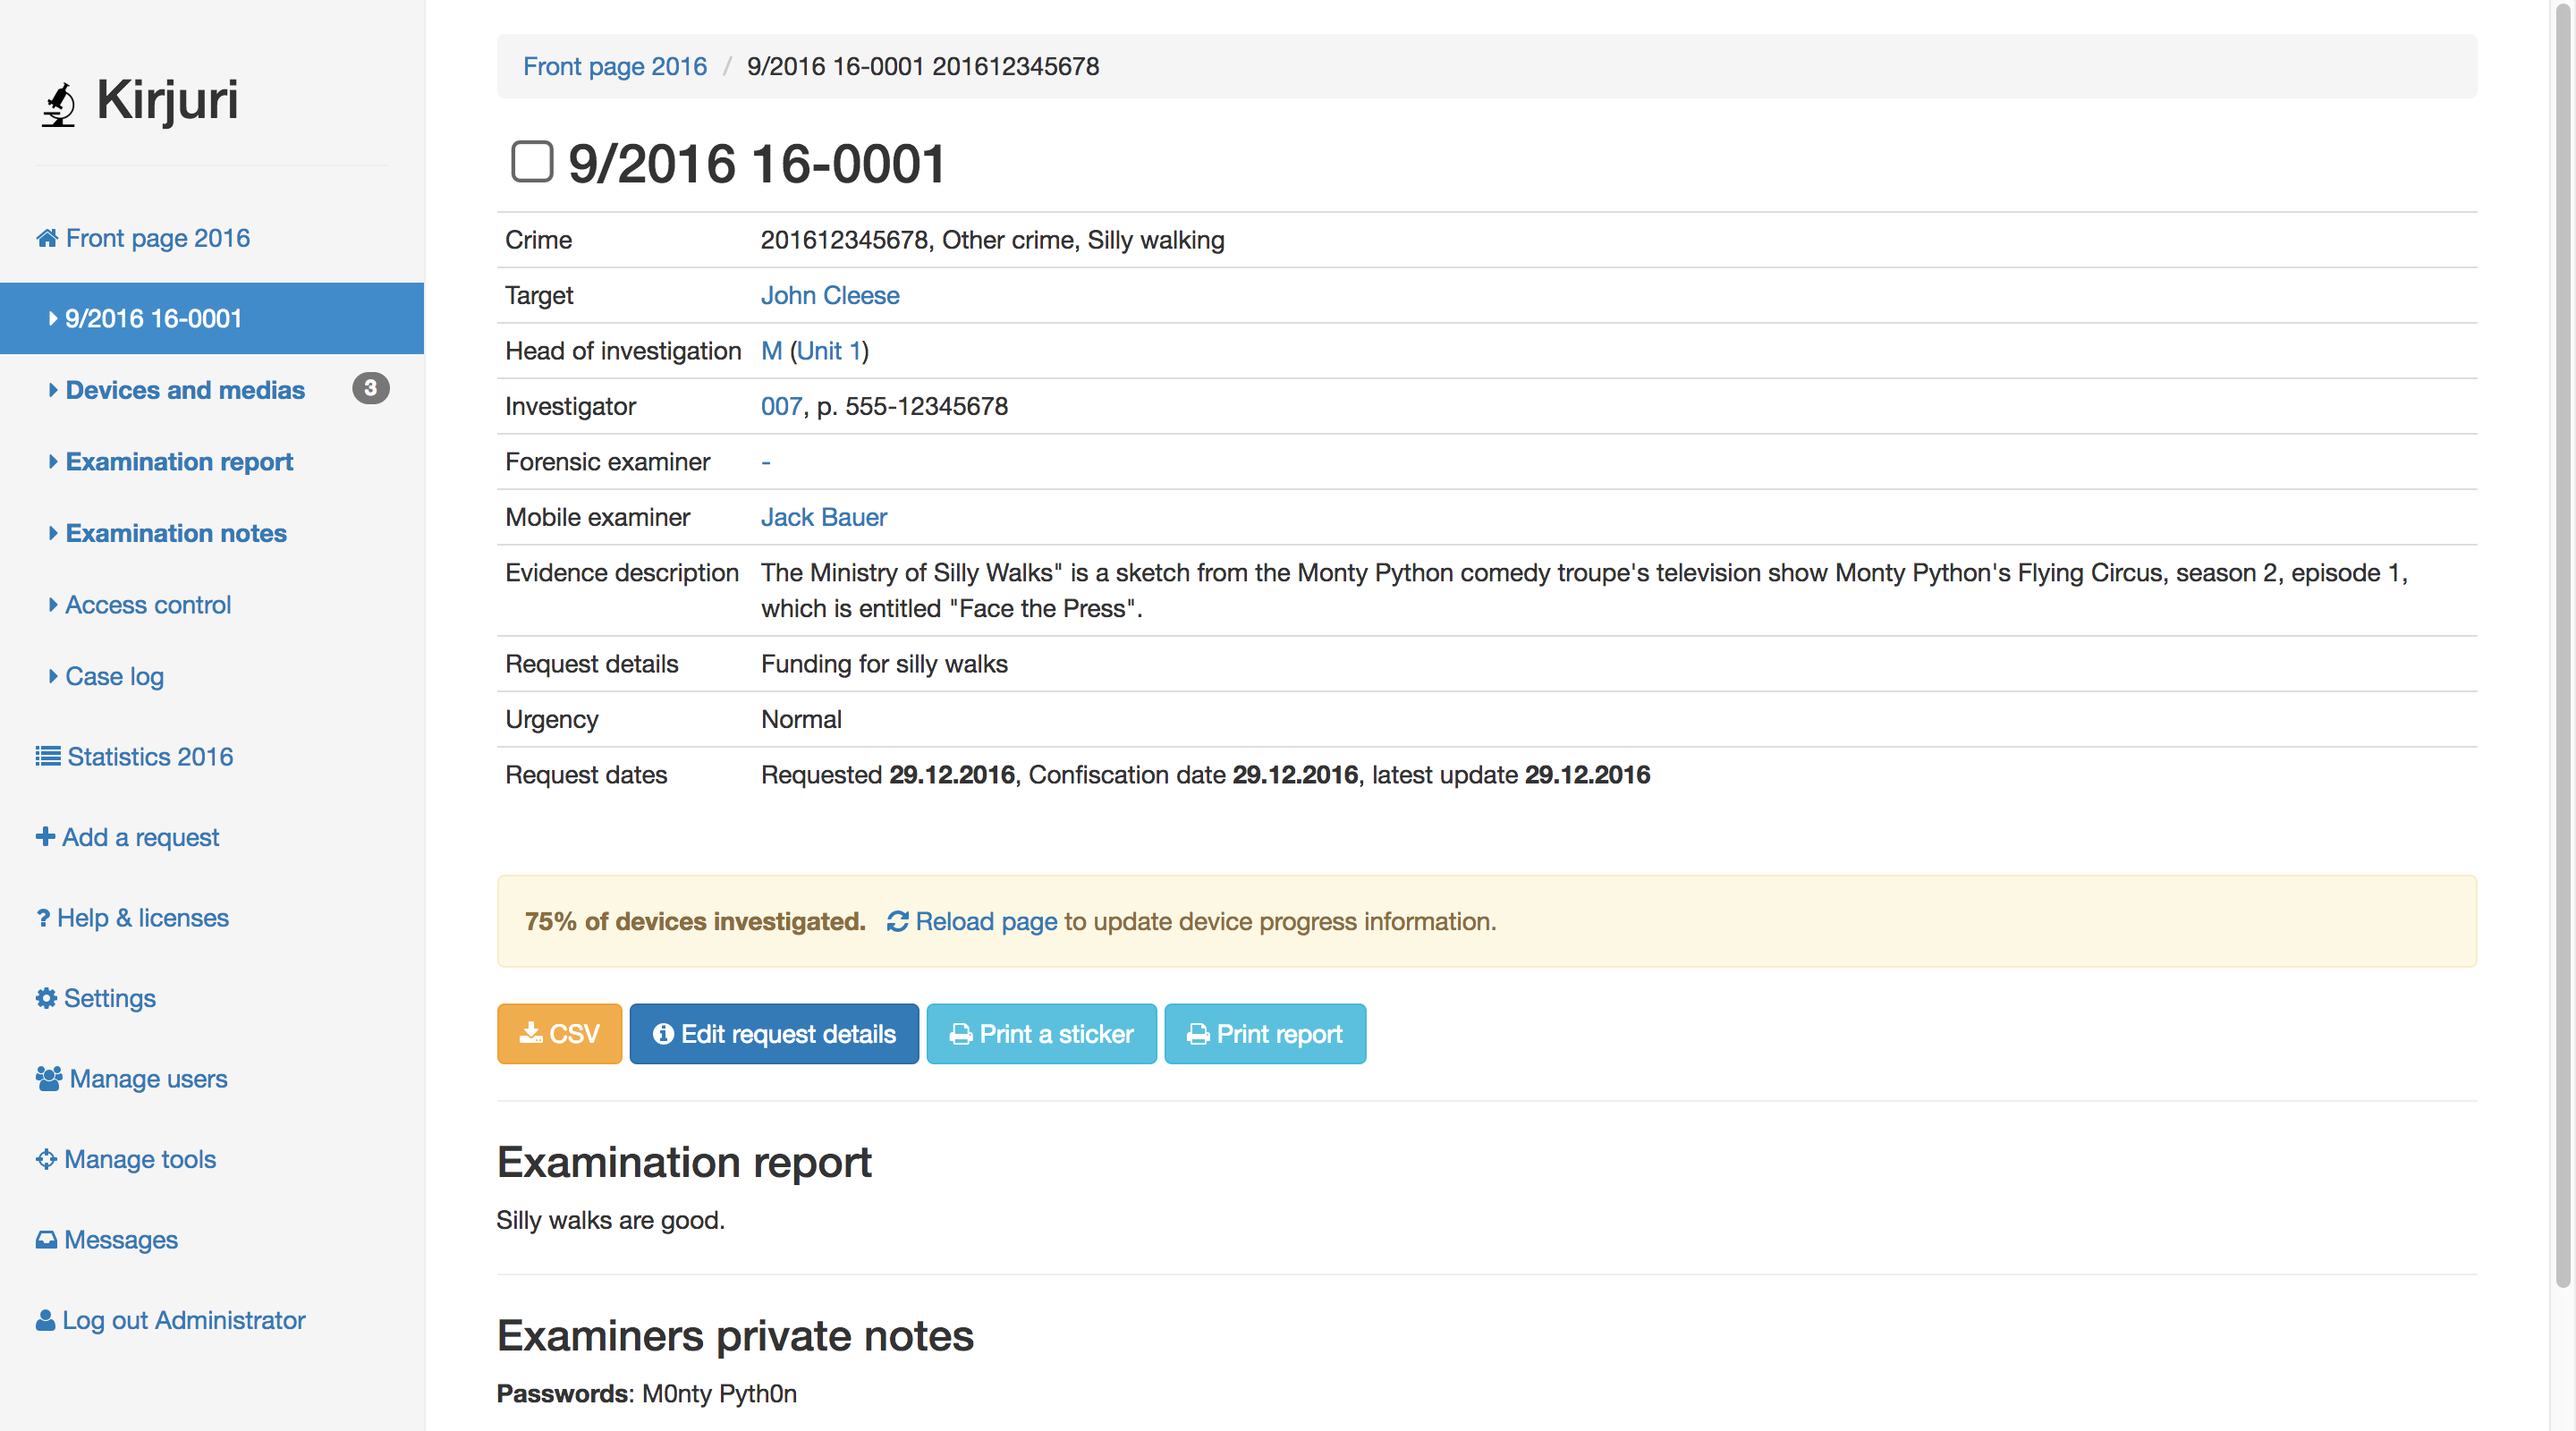 Kirjuri
Front page 2016
9/2016 16-0001
Devices and medias 3
Examination report
Examination notes
Access control
Case log
Statistics 2016
Add a request
? Help & licenses
Settings
Manage users
Manage tools
Messages
Log out Administrator
Front page 2016 / 9/2016 16-0001 201612345678
9/2016 16-0001
Crime 201612345678, Other crime, Silly walking
Target John Cleese
Head of investigation M (Unit 1)
Investigator 007, p. 555-12345678
Forensic examiner -
Mobile examiner Jack Bauer
Evidence description The Ministry of Silly Walks" is a sketch from the Monty Python comedy troupe's television show Monty Python's Flying Circus, season 2, episode 1,
which is entitled "Face the Press".
Request details Funding for silly walks
Urgency Normal
Request dates Requested 29.12.2016, Confiscation date 29.12.2016, latest update 29.12.2016
75% of devices investigated. Reload page to update device progress information.
CSV Edit request details Print a sticker Print report
Examination report
Silly walks are good.
Examiners private notes
Passwords: M0nty Pyth0n